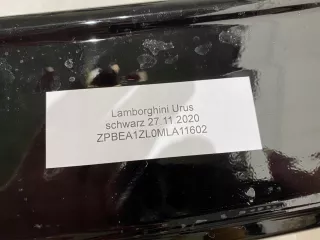 Lamborghini Urus
schwarz 27.11.2020
ZPBEA1ZL0MLA11602